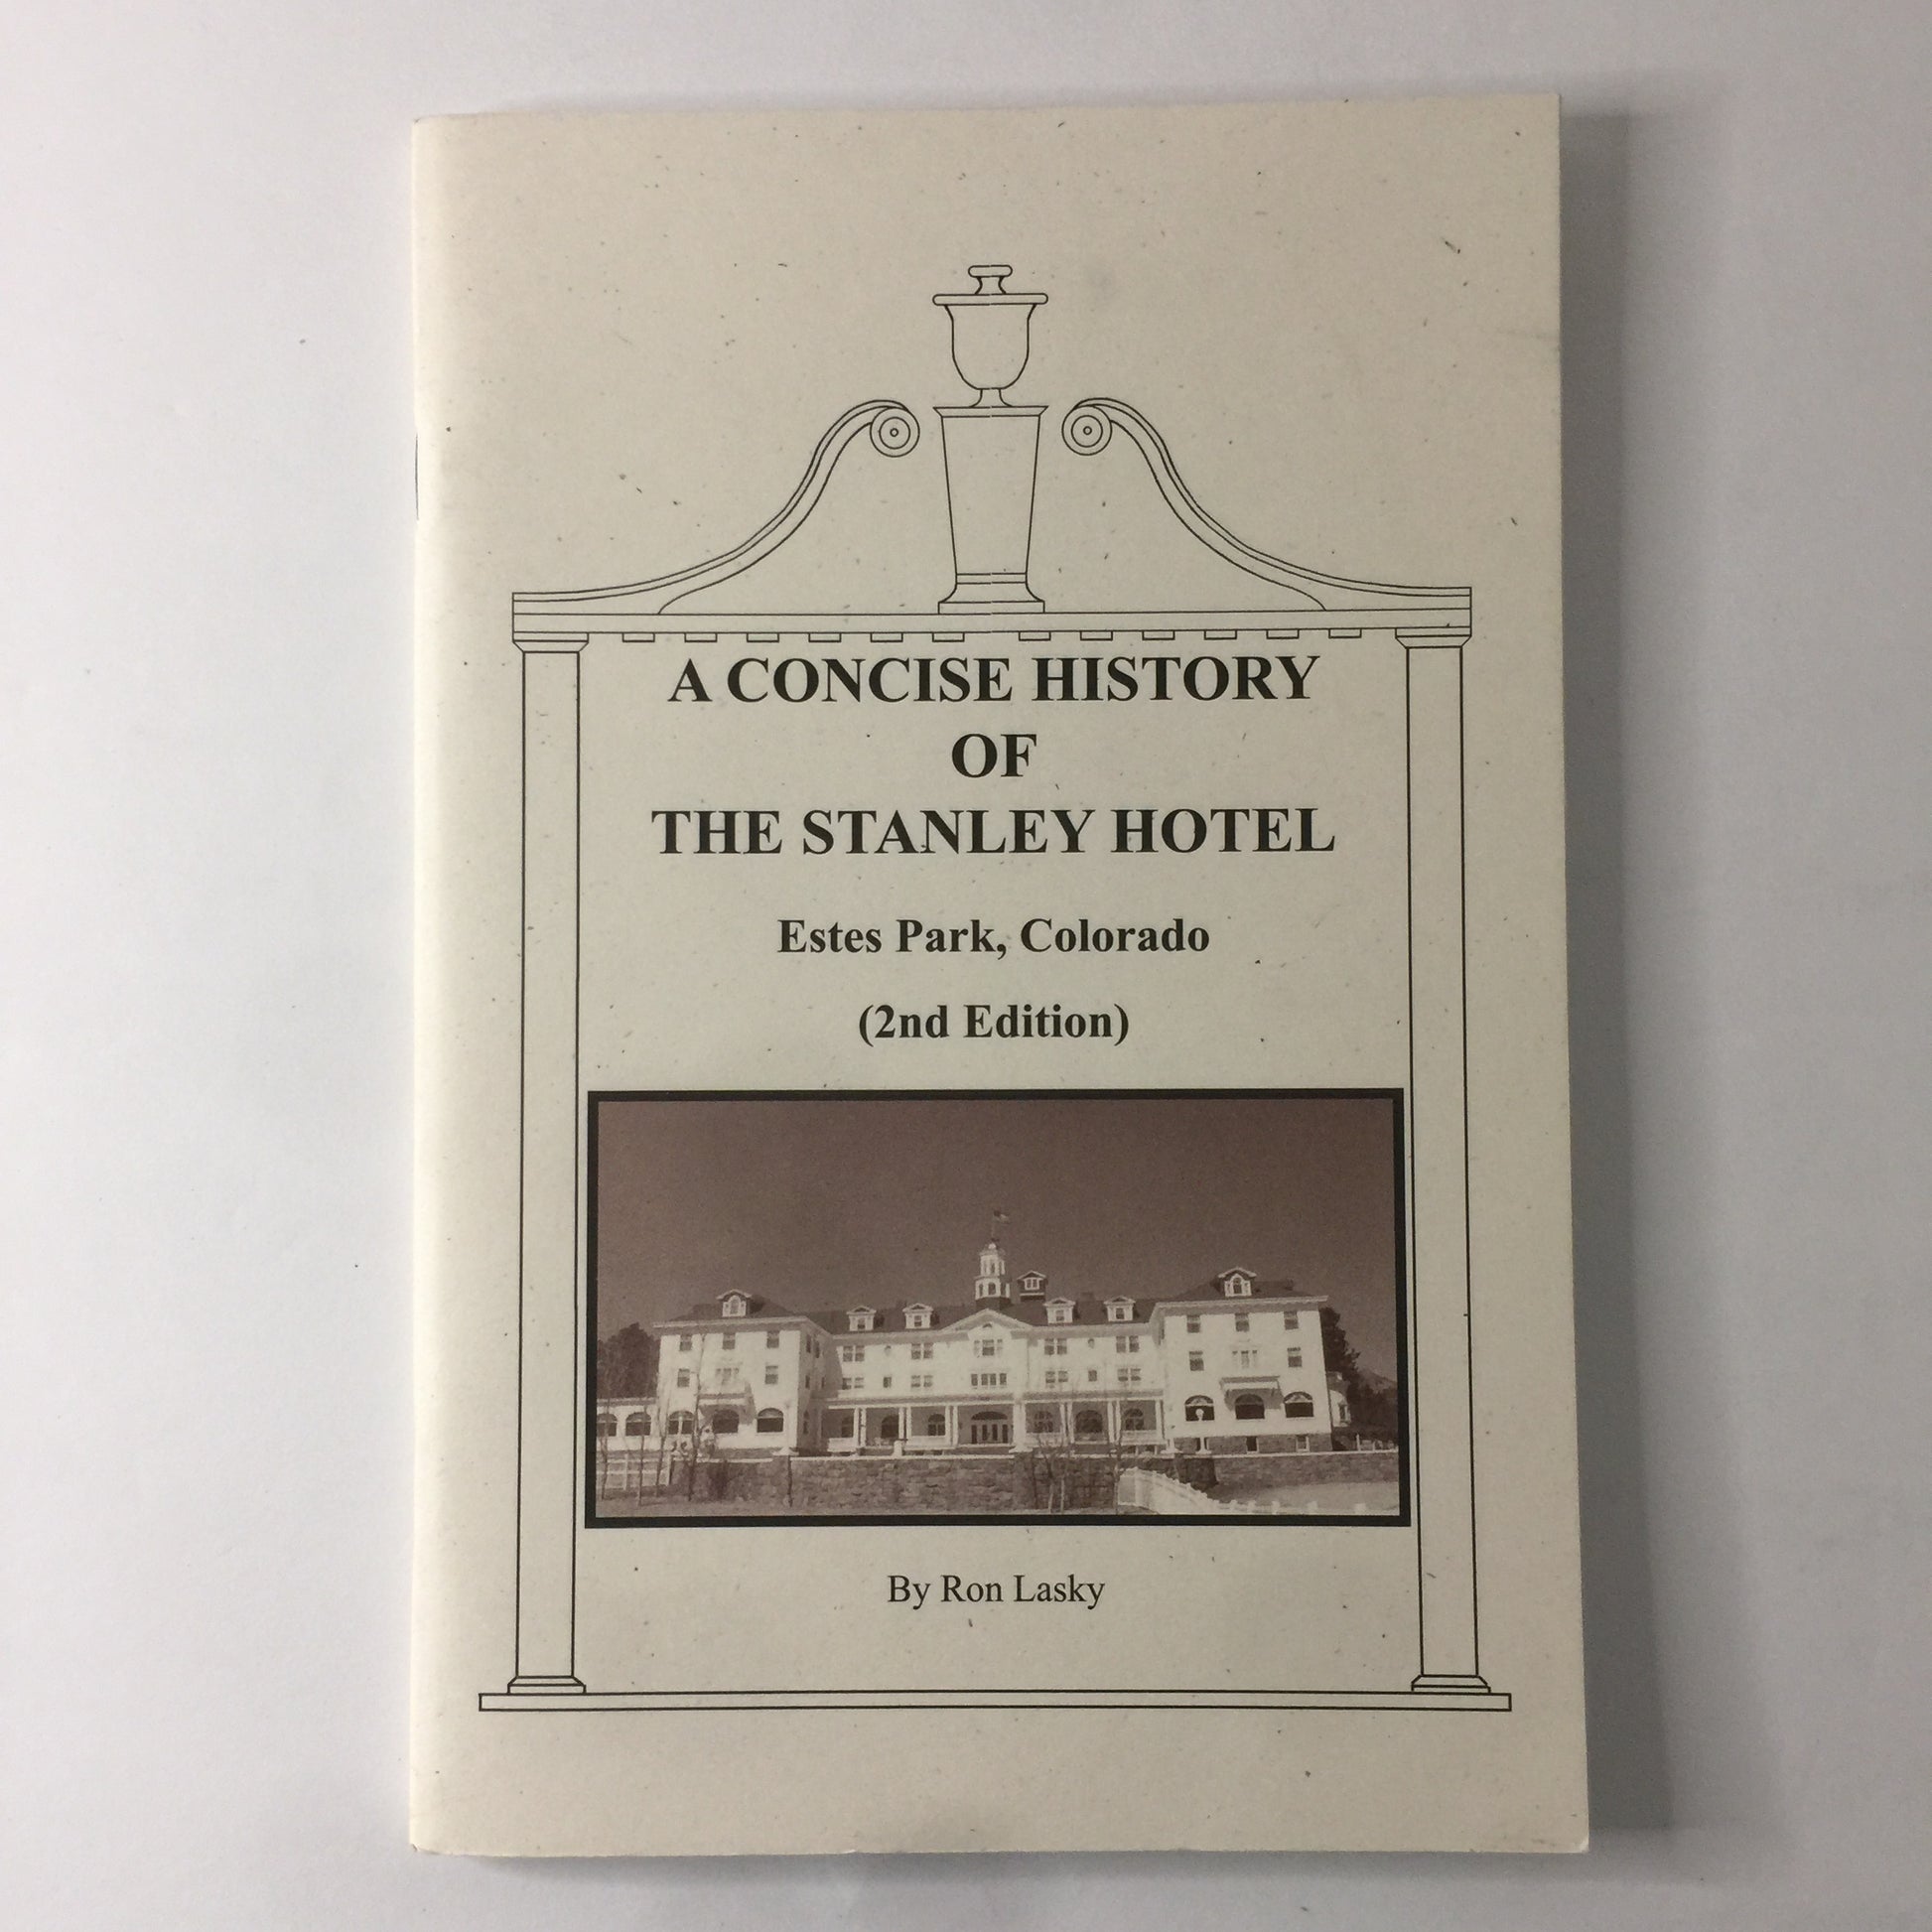 A CONCISE HISTORY
OF
THE STANLEY HOTEL
Estes Park, Colorado
(2nd Edition)
By Ron Lasky